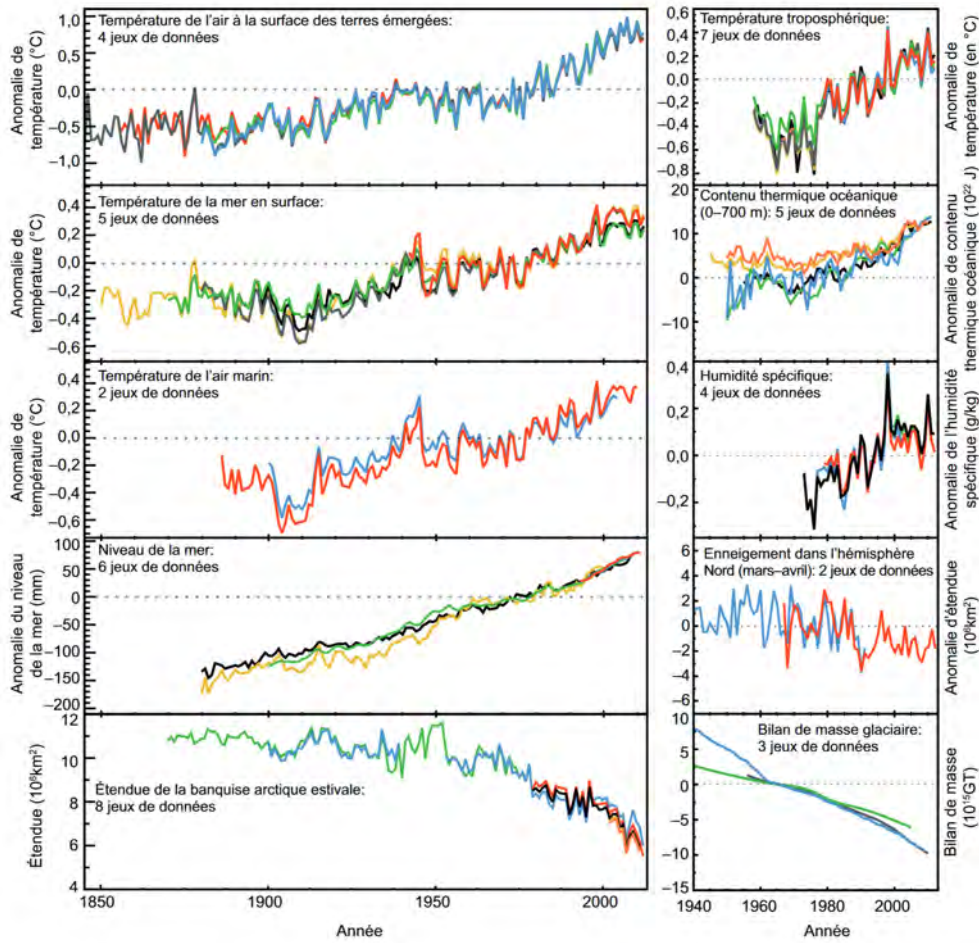 Température de l'air à la surface des terres émergées:
4 jeux de données
Anomalie de
température (°C)
1,0
0,0
–0,5
–1,0
Température troposphérique:
7 jeux de données
Anomalie de
température (en °C)
0,6
0,4
0,2
0,0
–0,2
–0,4
–0,6
–0,8
Température de la mer en surface:
5 jeux de données
Anomalie de
température (°C)
0,4
0,2
0,0
–0,2
–0,4
–0,6
Contenu thermique océanique
(0–700 m): 5 jeux de données
Anomalie de contenu
thermique océanique (10²² J)
20
10
0
–10
Température de l'air marin:
2 jeux de données
Anomalie de
température (°C)
0,4
0,2
0,0
–0,2
–0,4
–0,6
Humidité spécifique:
4 jeux de données
Anomalie de l'humidité
spécifique (g/kg)
0,4
0,2
0,0
–0,2
Niveau de la mer:
6 jeux de données
Anomalie du niveau
de la mer (mm)
100
50
0
–50
–100
–150
–200
Enneigement dans l'hémisphère
Nord (mars–avril): 2 jeux de données
Anomalie d'étendue
(10⁶km²)
6
4
2
0
–2
–4
–6
Étendue de la banquise arctique estivale:
8 jeux de données
Étendue (10⁶km²)
12
10
8
6
4
Bilan de masse glaciaire:
3 jeux de données
Bilan de masse
(10¹⁵GT)
10
5
0
–5
–10
–15
1850
1900
1950
2000
Année
1940
1960
1980
2000
Année